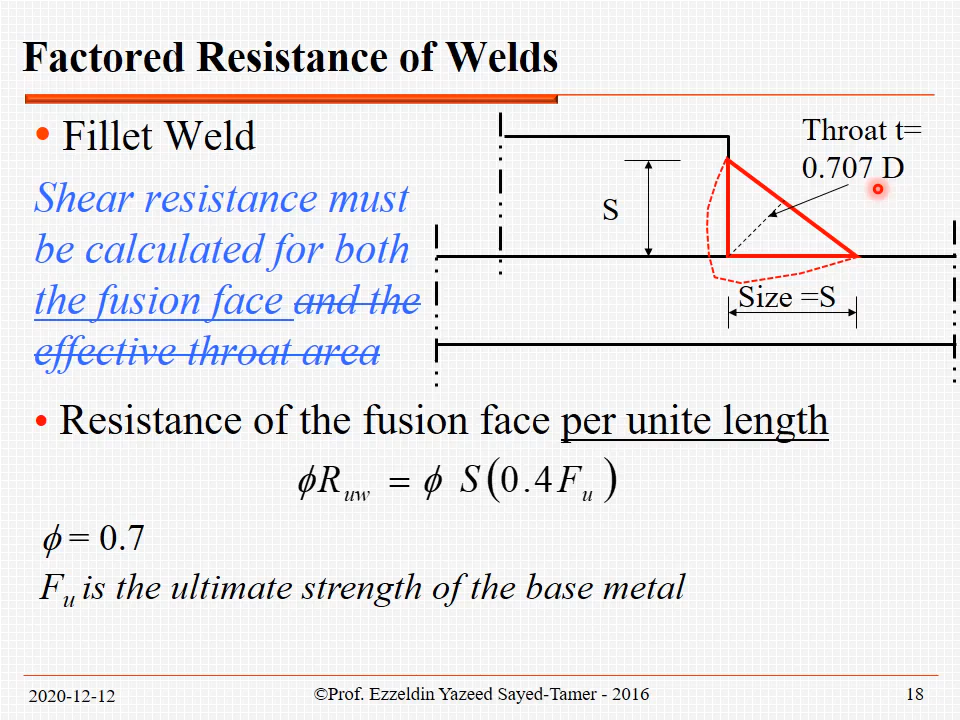 Factored Resistance of Welds
• Fillet Weld
Shear resistance must
be calculated for both
the fusion face and the
effective throat area
Throat t=
0.707 D
S
Size =S
• Resistance of the fusion face per unite length
ϕR_uw = ϕ S(0.4F_u)
ϕ = 0.7
F_u is the ultimate strength of the base metal
2020-12-12
©Prof. Ezzeldin Yazeed Sayed-Tamer - 2016
18